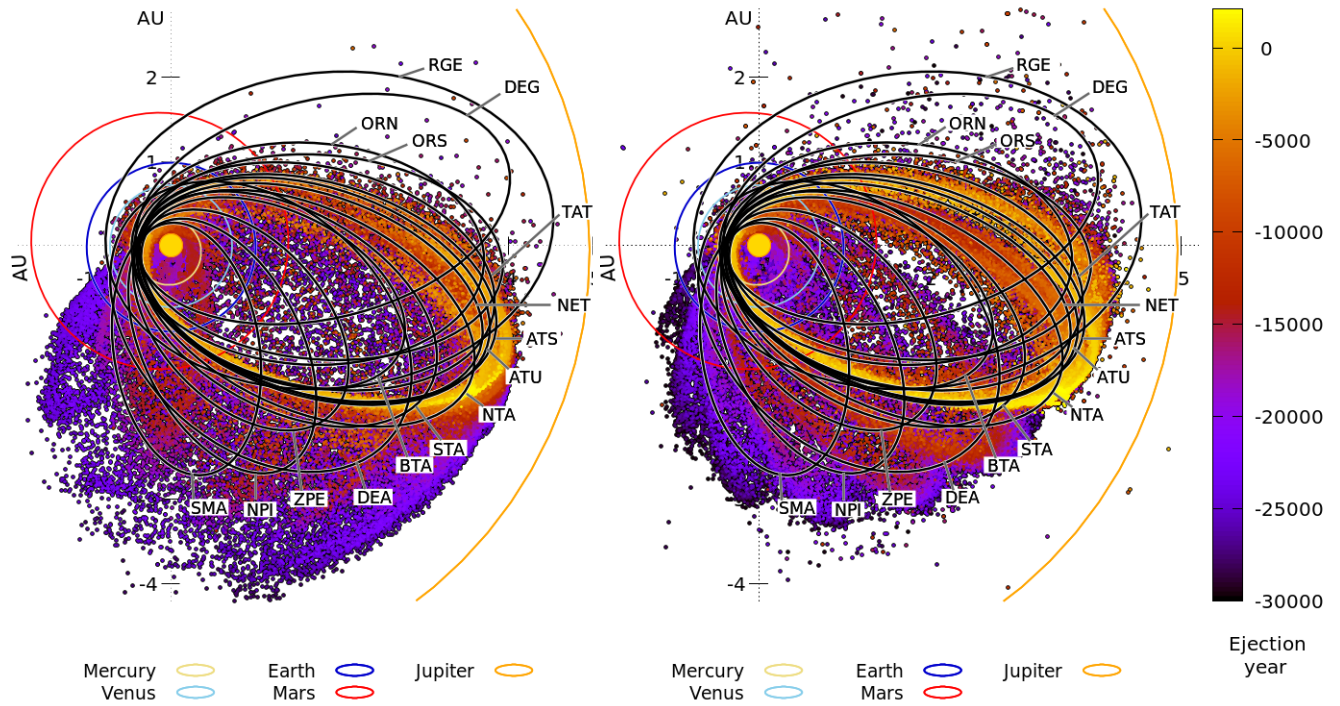 AU
AU
0
2
RGE
2
RGE
DEG
DEG
-5000
ORN
ORN
1
ORS
1
ORS
-10000
TAT
TAT
AU
AU
5
NET
NET
-15000
ATS
ATS
ATU
ATU
NTA
NTA
-20000
STA
STA
BTA
BTA
ZPE
DEA
ZPE
DEA
SMA
NPI
SMA
NPI
-25000
-4
-4
-30000
Ejection
year
Mercury
Earth
Jupiter
Mercury
Earth
Jupiter
Venus
Mars
Venus
Mars